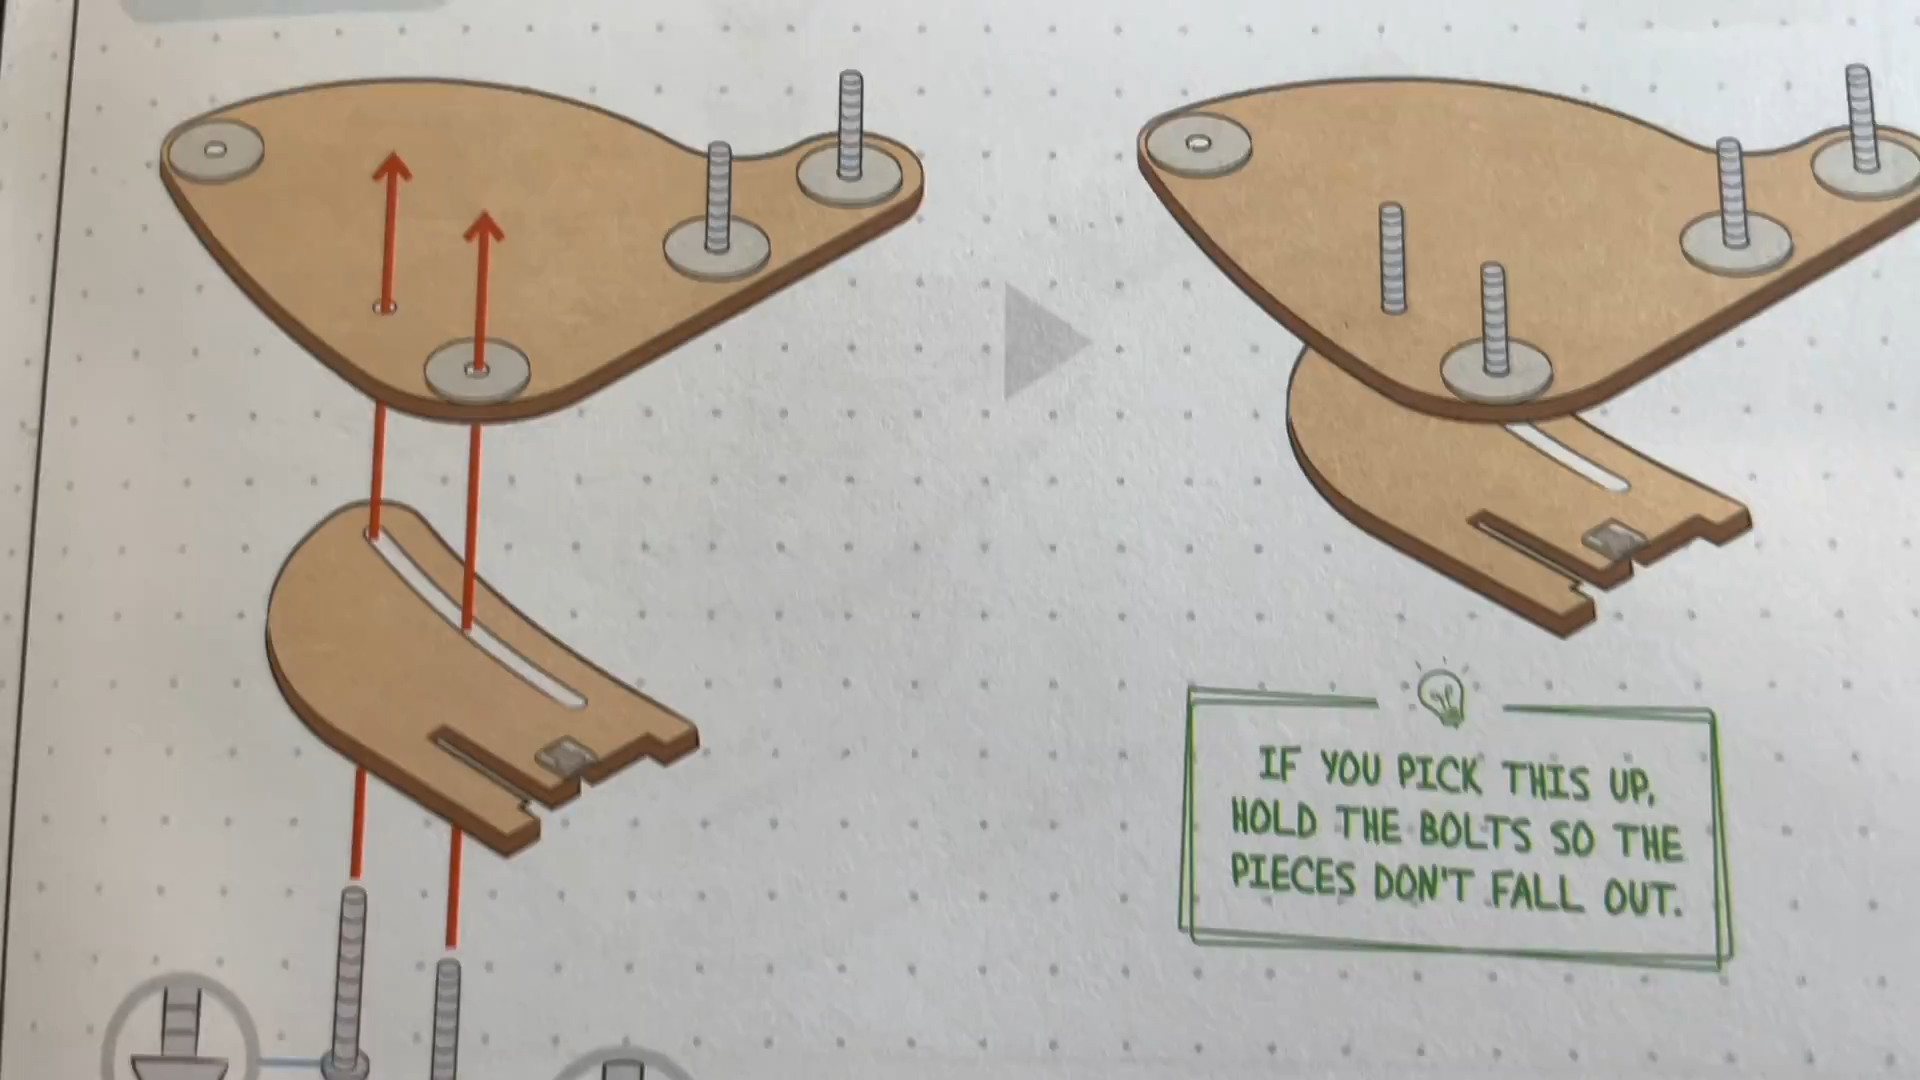 IF YOU PICK THIS UP,
HOLD THE BOLTS SO THE
PIECES DON'T FALL OUT.